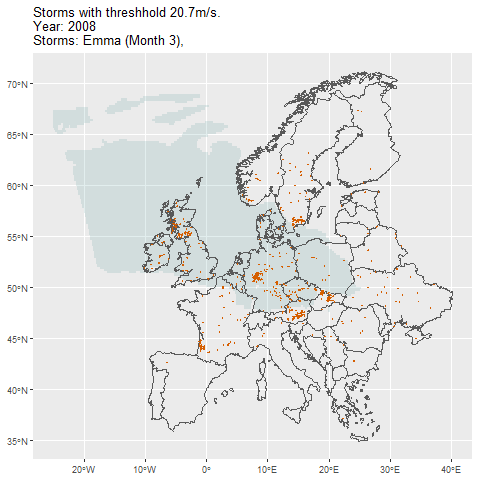 Storms with threshhold 20.7m/s.
Year: 2008
Storms: Emma (Month 3),
70°N
65°N
60°N
55°N
50°N
45°N
40°N
35°N
20°W
10°W
0°
10°E
20°E
30°E
40°E